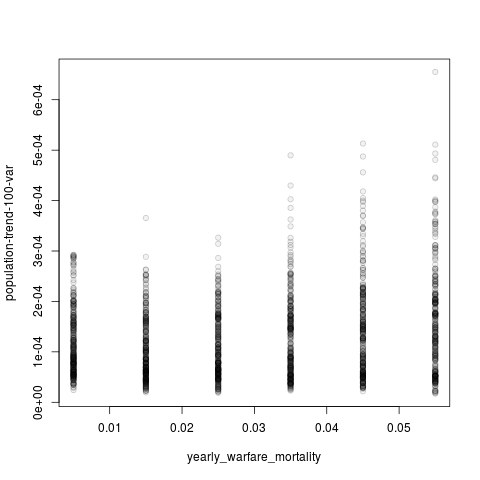 population-trend-100-var
6e-04
5e-04
4e-04
3e-04
2e-04
1e-04
0e+00
0.01 0.02 0.03 0.04 0.05
yearly_warfare_mortality